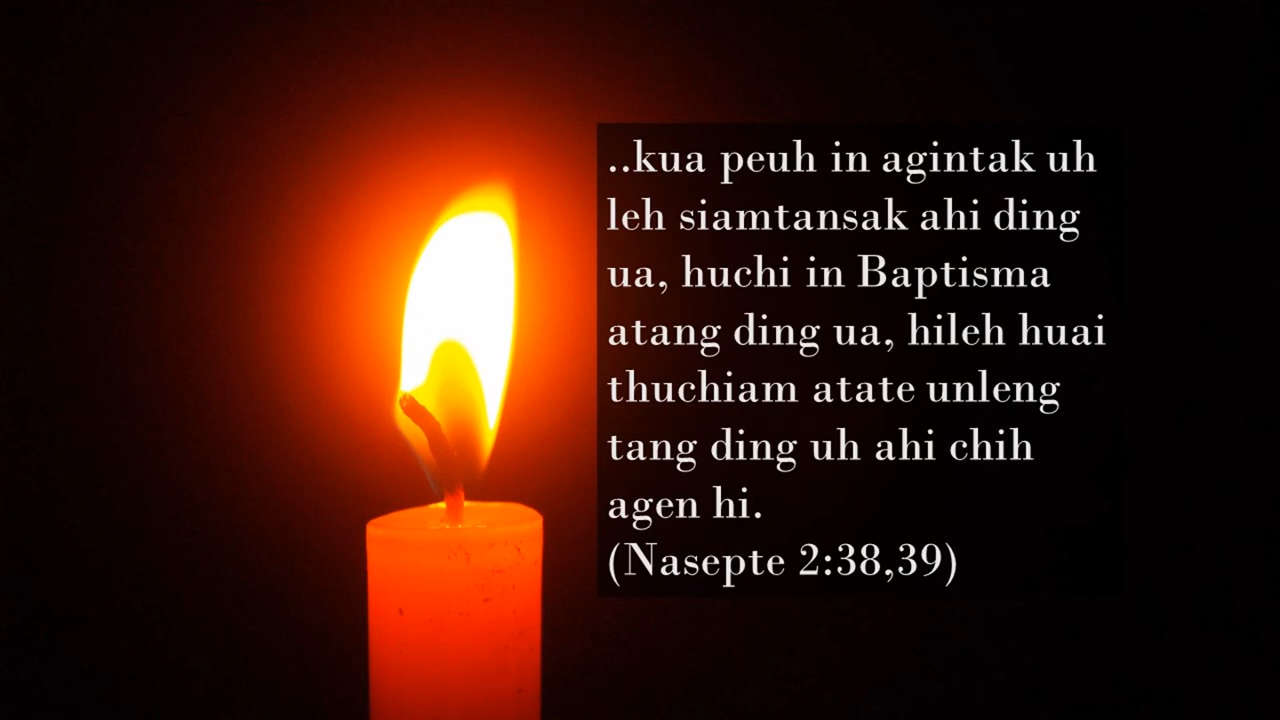 ..kua peuh in agintak uh
leh siamtansak ahi ding
ua, huchi in Baptisma
atang ding ua, hileh huai
thuchiam atate unleng
tang ding uh ahi chih
agen hi.
(Nasepte 2:38,39)